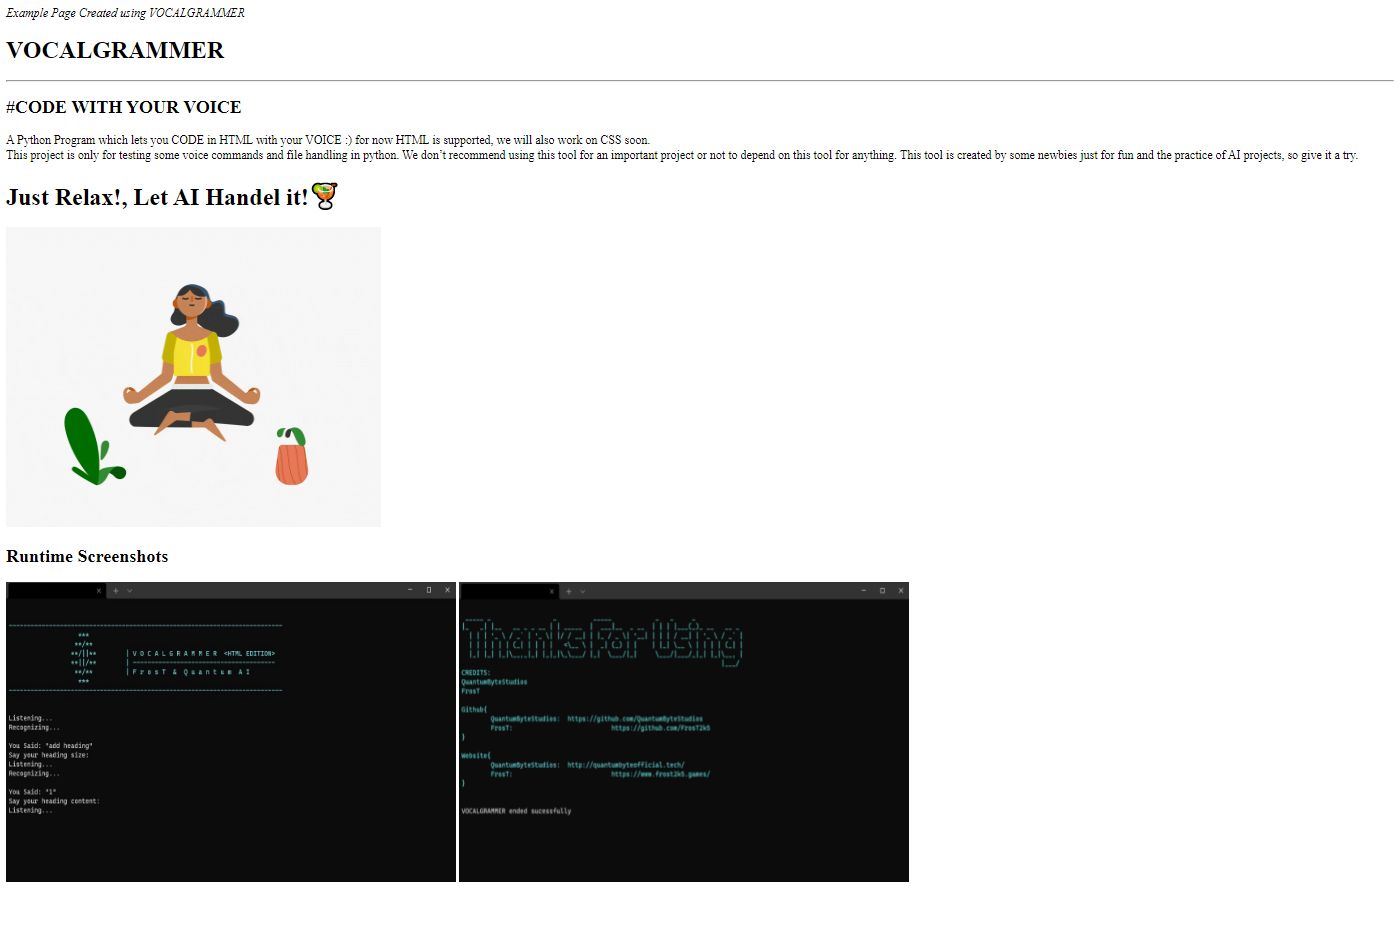 Example Page Created using VOCALGRAMMER
VOCALGRAMMER
#CODE WITH YOUR VOICE
A Python Program which lets you CODE in HTML with your VOICE :) for now HTML is supported, we will also work on CSS soon.
This project is only for testing some voice commands and file handling in python. We don't recommend using this tool for an important project or not to depend on this tool for anything. This tool is created by some newbies just for fun and the practice of AI projects, so give it a try.
Just Relax!, Let AI Handel it!🍹
Runtime Screenshots
***
**/**
**/||** | V O C A L G R A M M E R <HTML EDITION>
**||/** | ---------------------------------------
**/** | F r o s T & Q u a n t u m A I
***
Listening...
Recognizing...
You Said: "add heading"
Say your heading size:
Listening...
Recognizing...
You Said: "1"
Say your heading content:
Listening...
Thanks For Using
CREDITS:
QuantumByteStudios
FrosT
Github{
QuantumByteStudios: https://github.com/QuantumByteStudios
FrosT: https://github.com/FrosT2k5
}
Website{
QuantumByteStudios: http://quantumbyteofficial.tech/
FrosT: https://www.frost2k5.games/
}
VOCALGRAMMER ended sucessfully